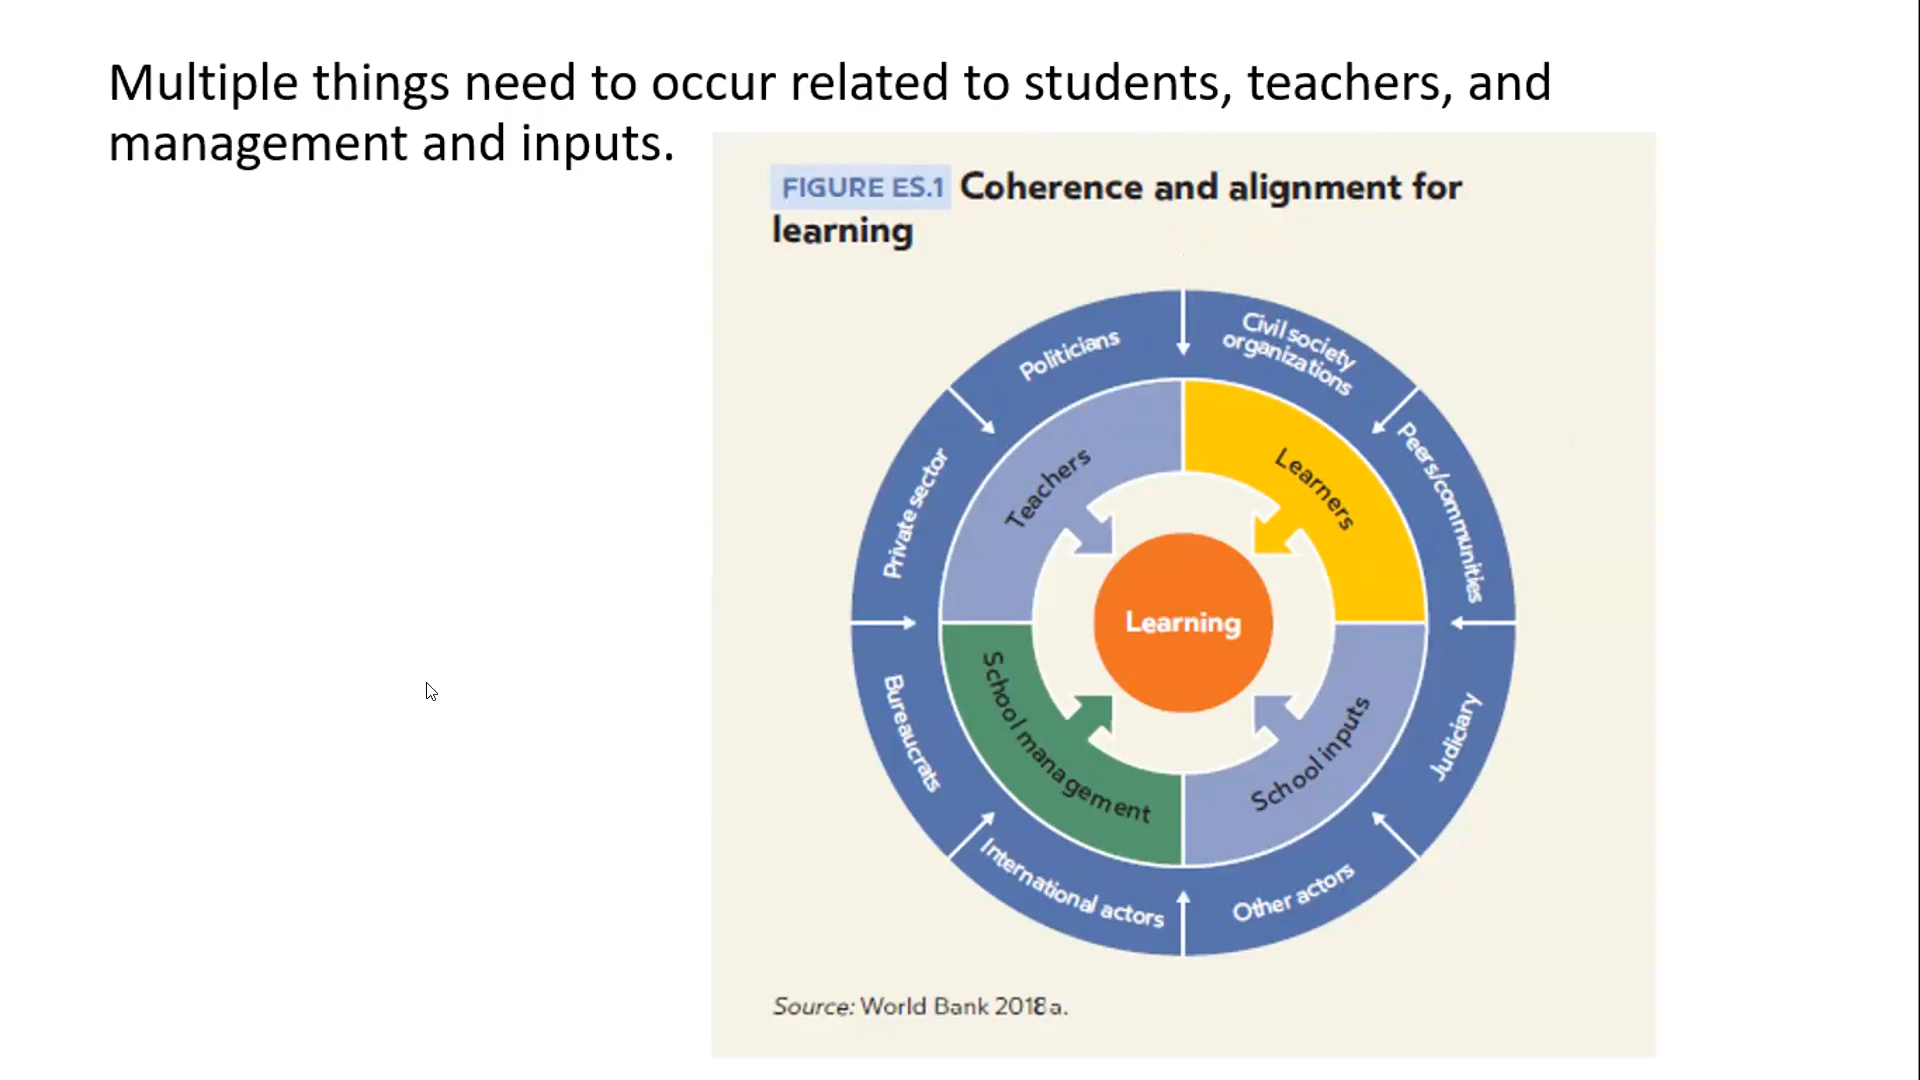 Multiple things need to occur related to students, teachers, and
management and inputs.
FIGURE ES.1 Coherence and alignment for
learning
Politicians
Civil society
organizations
Private sector
Peers/communities
Teachers
Learners
Learning
School management
School inputs
Bureaucrats
Judiciary
International actors
Other actors
Source: World Bank 2018a.